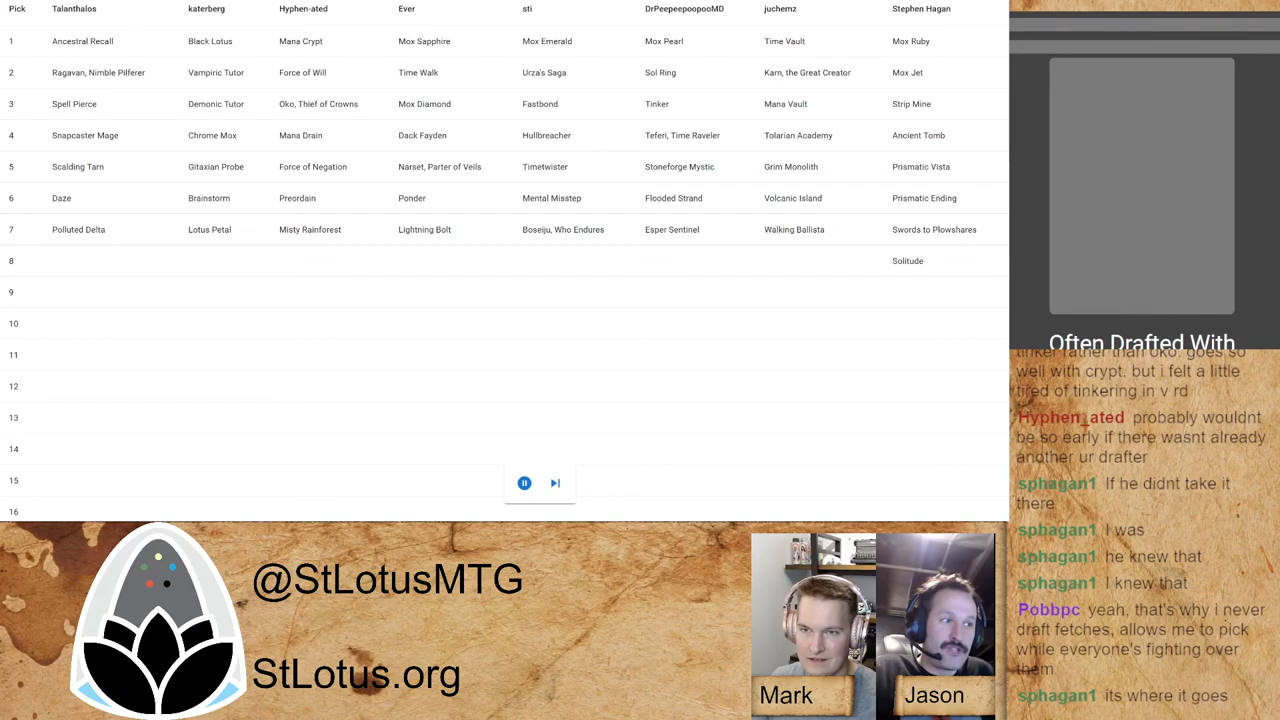 Pick Talanthalos katerberg Hyphen-ated Ever sti DrPeepeepoopooMD juchemz Stephen Hagan
1 Ancestral Recall Black Lotus Mana Crypt Mox Sapphire Mox Emerald Mox Pearl Time Vault Mox Ruby
2 Ragavan, Nimble Pilferer Vampiric Tutor Force of Will Time Walk Urza's Saga Sol Ring Karn, the Great Creator Mox Jet
3 Spell Pierce Demonic Tutor Oko, Thief of Crowns Mox Diamond Fastbond Tinker Mana Vault Strip Mine
4 Snapcaster Mage Chrome Mox Mana Drain Dack Fayden Hullbreacher Teferi, Time Raveler Tolarian Academy Ancient Tomb
5 Scalding Tarn Gitaxian Probe Force of Negation Narset, Parter of Veils Timetwister Stoneforge Mystic Grim Monolith Prismatic Vista
6 Daze Brainstorm Preordain Ponder Mental Misstep Flooded Strand Volcanic Island Prismatic Ending
7 Polluted Delta Lotus Petal Misty Rainforest Lightning Bolt Boseiju, Who Endures Esper Sentinel Walking Ballista Swords to Plowshares
8 Solitude
9
10
11
12
13
14
15
16
Often Drafted With
tinker rather than oko. goes so
well with crypt. but i felt a little
tired of tinkering in v rd
Hyphen_ated probably wouldnt
be so early if there wasnt already
another ur drafter
sphagan1 If he didnt take it
there
sphagan1 I was
sphagan1 he knew that
sphagan1 I knew that
Pobbpc yeah, that's why i never
draft fetches, allows me to pick
while everyone's fighting over
them
sphagan1 its where it goes
@StLotusMTG
StLotus.org
Mark
Jason